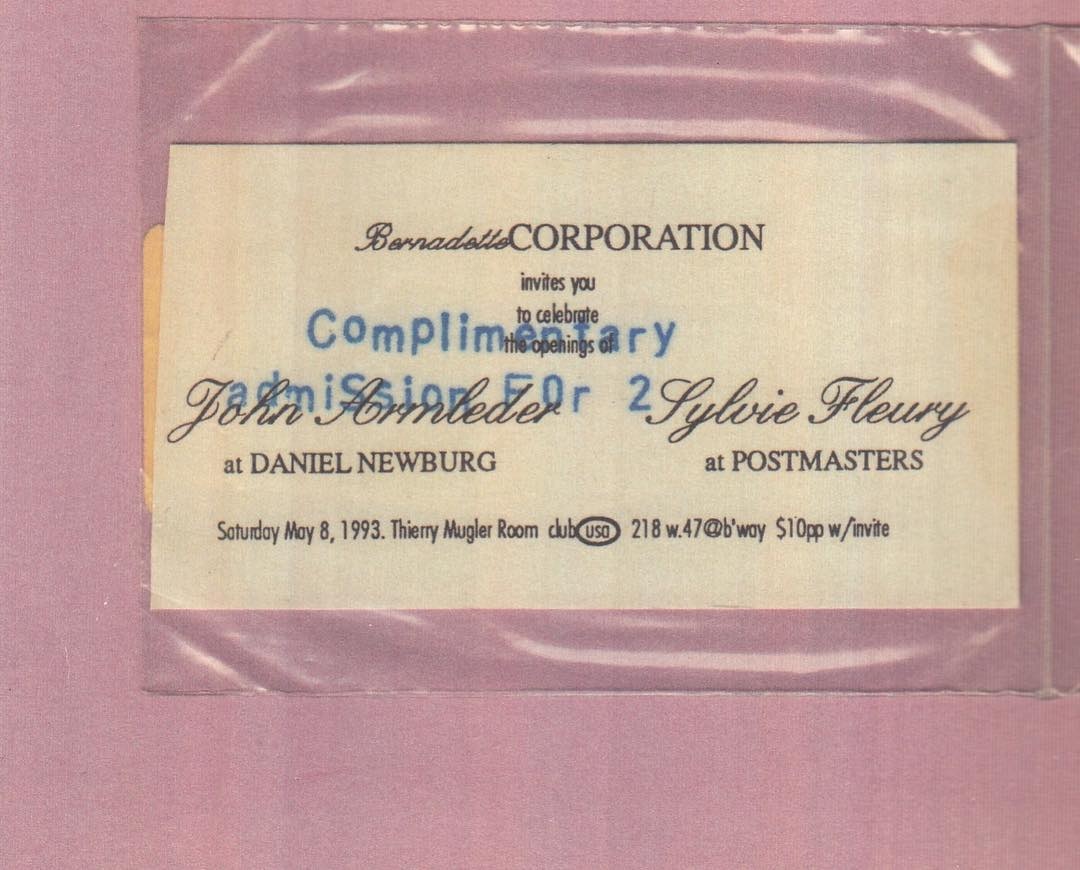 Bernadette CORPORATION
invites you
to celebrate
the openings of
Complimentary
admiSsion FOr 2
John Armleder Sylvie Fleury
at DANIEL NEWBURG at POSTMASTERS
Saturday May 8, 1993. Thierry Mugler Room club usa 218 w.47@b'way $10pp w/invite